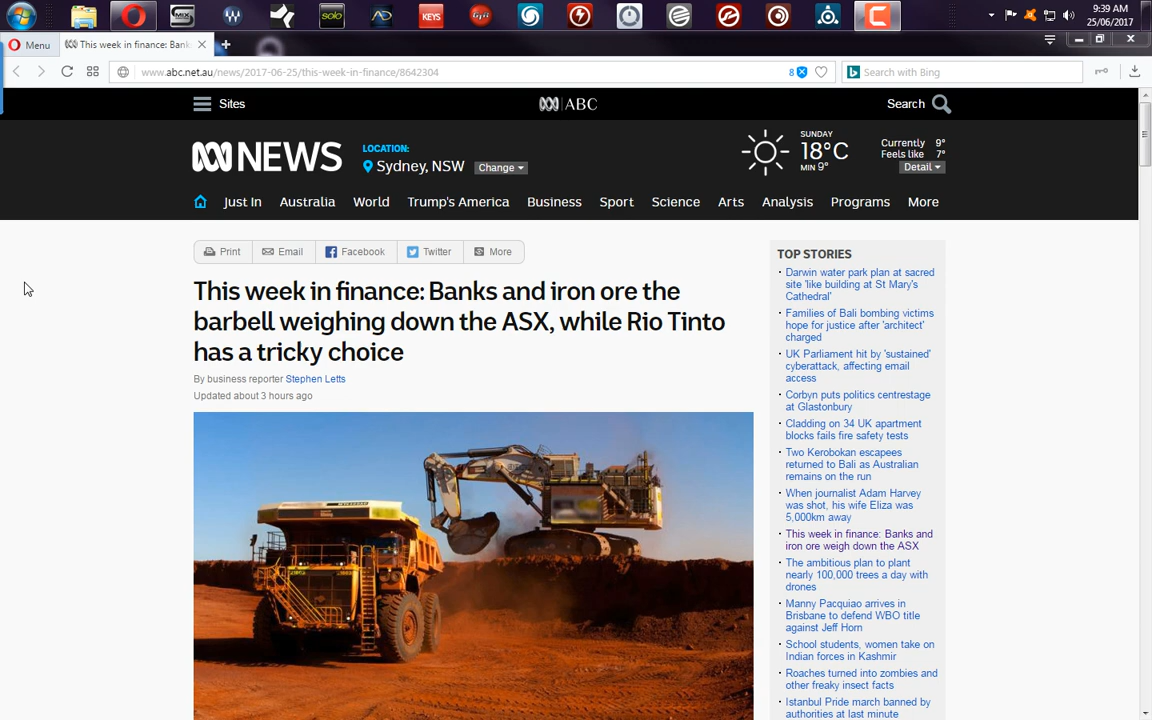 SOLO
KEYS
9:39 AM
25/06/2017
Menu
This week in finance: Bank
www.abc.net.au/news/2017-06-25/this-week-in-finance/8642304
8
Search with Bing
Sites
ABC
Search
NEWS
LOCATION:
Sydney, NSW
Change
SUNDAY
18°C
MIN 9°
Currently 9°
Feels like 7°
Detail
Just In
Australia
World
Trump's America
Business
Sport
Science
Arts
Analysis
Programs
More
Print
Email
Facebook
Twitter
More
This week in finance: Banks and iron ore the
barbell weighing down the ASX, while Rio Tinto
has a tricky choice
By business reporter Stephen Letts
Updated about 3 hours ago
TOP STORIES
Darwin water park plan at sacred
site 'like building at St Mary's
Cathedral'
Families of Bali bombing victims
hope for justice after 'architect'
charged
UK Parliament hit by 'sustained'
cyberattack, affecting email
access
Corbyn puts politics centrestage
at Glastonbury
Cladding on 34 UK apartment
blocks fails fire safety tests
Two Kerobokan escapees
returned to Bali as Australian
remains on the run
When journalist Adam Harvey
was shot, his wife Eliza was
5,000km away
This week in finance: Banks and
iron ore weigh down the ASX
The ambitious plan to plant
nearly 100,000 trees a day with
drones
Manny Pacquiao arrives in
Brisbane to defend WBO title
against Jeff Horn
School students, women take on
Indian forces in Kashmir
Roaches turned into zombies and
other freaky insect facts
Istanbul Pride march banned by
authorities at last minute